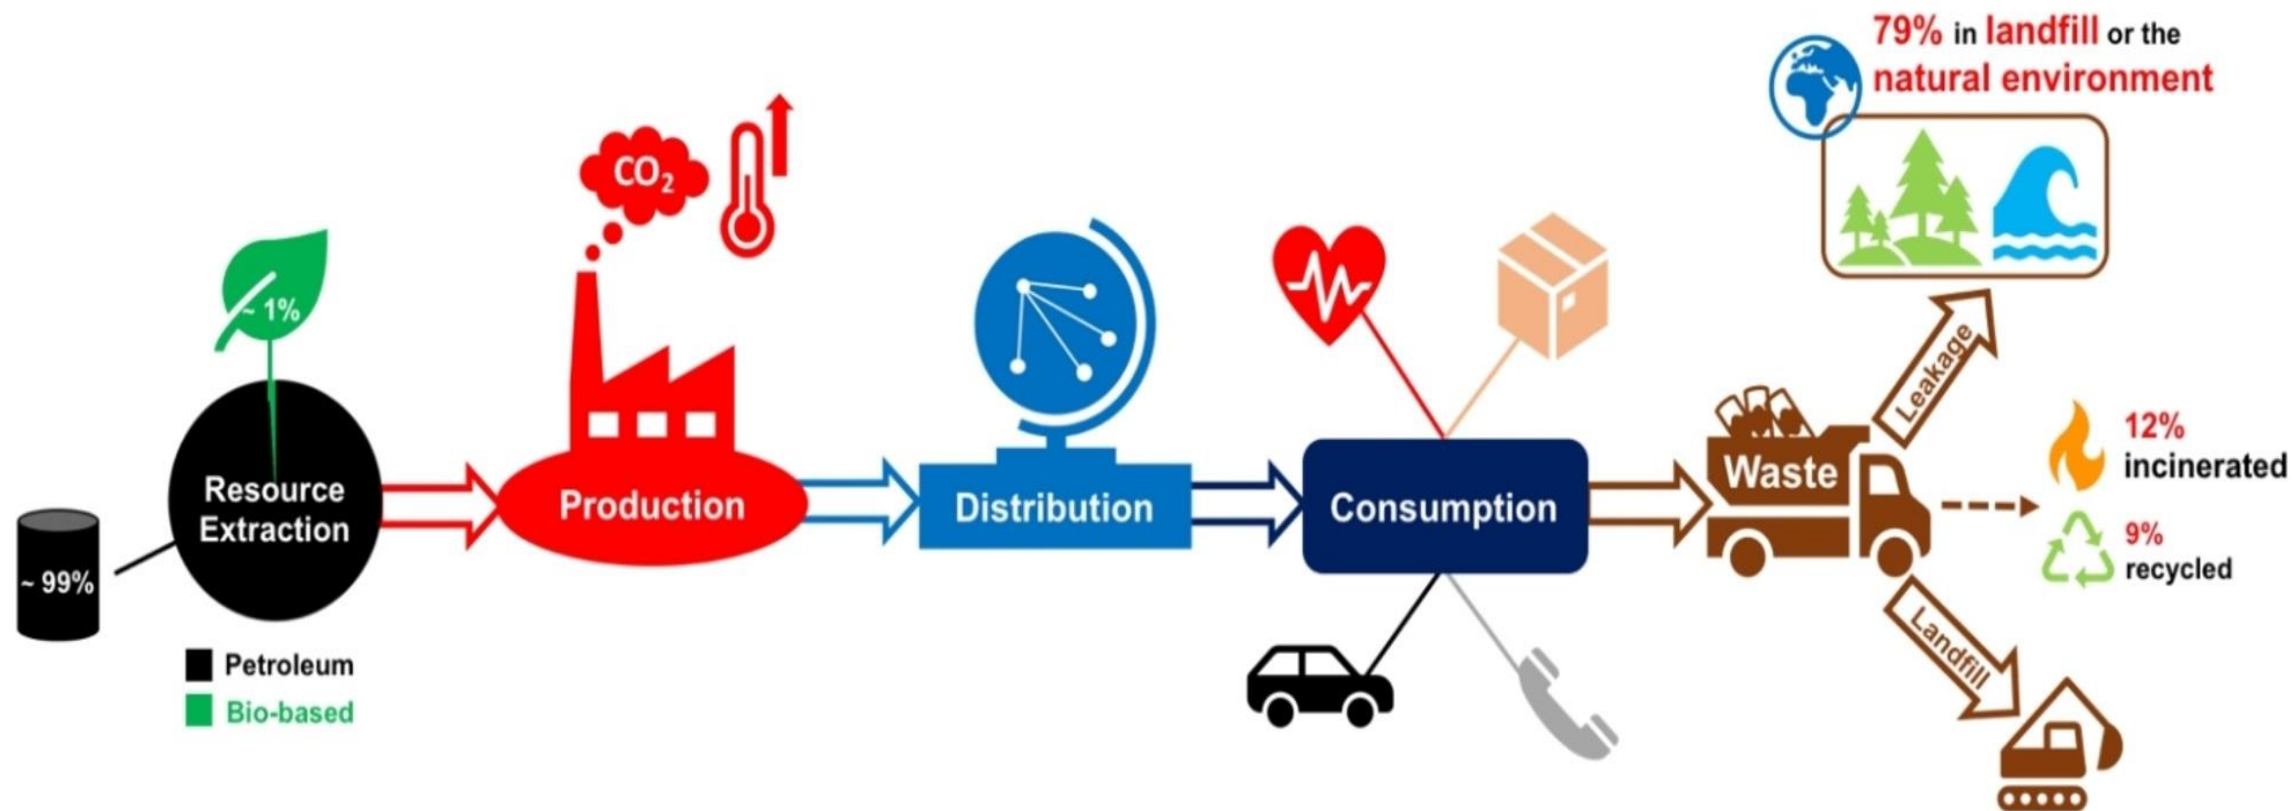 79% in landfill or the
natural environment
CO₂
~ 1%
Resource
Extraction
~ 99%
Petroleum
Bio-based
Production
Distribution
Consumption
Waste
Leakage
12%
incinerated
9%
recycled
Landfill